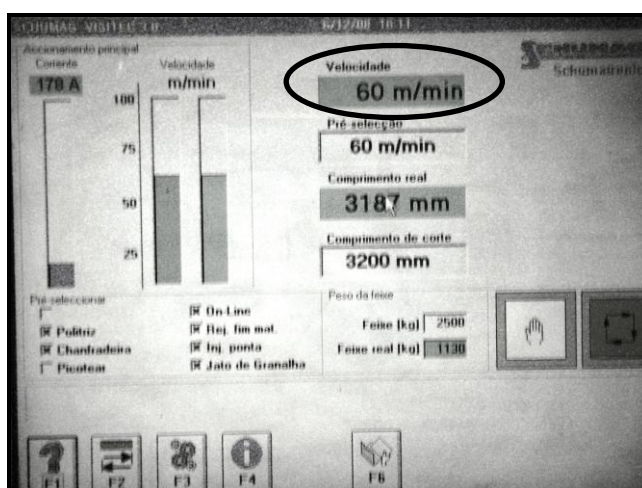 SCHUMAG VISITEC 3.0
6/12/00 16:11
Accionamento principal
Corrente
Velocidade
178 A
m/min
100
75
50
25
Velocidade
60 m/min
Pré-selecção
60 m/min
Comprimento real
3187 mm
Comprimento de corte
3200 mm
Schumatronic
Pré-seleccionar
Politriz
Chanfradeira
Picotear
On-Line
Rej. fim mat.
Inj. ponta
Jato de Granalha
Peso da feixe
Feixe [kg] 2500
Feixe real [kg] 1130
F1
F2
F3
F4
F6